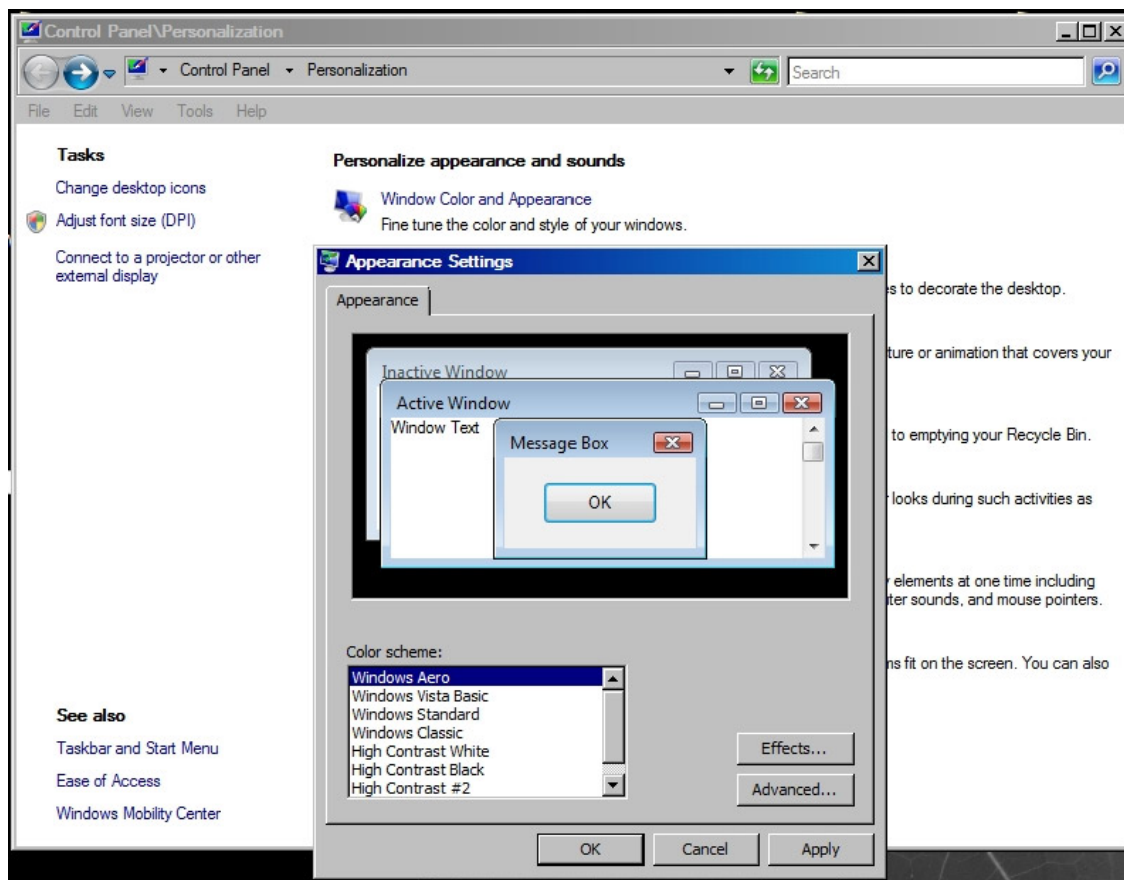 Control Panel\Personalization
Control Panel
Personalization
Search
File Edit View Tools Help
Tasks
Change desktop icons
Adjust font size (DPI)
Connect to a projector or other
external display
See also
Taskbar and Start Menu
Ease of Access
Windows Mobility Center
Personalize appearance and sounds
Window Color and Appearance
Fine tune the color and style of your windows.
s to decorate the desktop.
ture or animation that covers your
to emptying your Recycle Bin.
looks during such activities as
elements at one time including
ter sounds, and mouse pointers.
ns fit on the screen. You can also
Appearance Settings
Appearance
Inactive Window
Active Window
Window Text
Message Box
OK
Color scheme:
Windows Aero
Windows Vista Basic
Windows Standard
Windows Classic
High Contrast White
High Contrast Black
High Contrast #2
Effects...
Advanced...
OK
Cancel
Apply